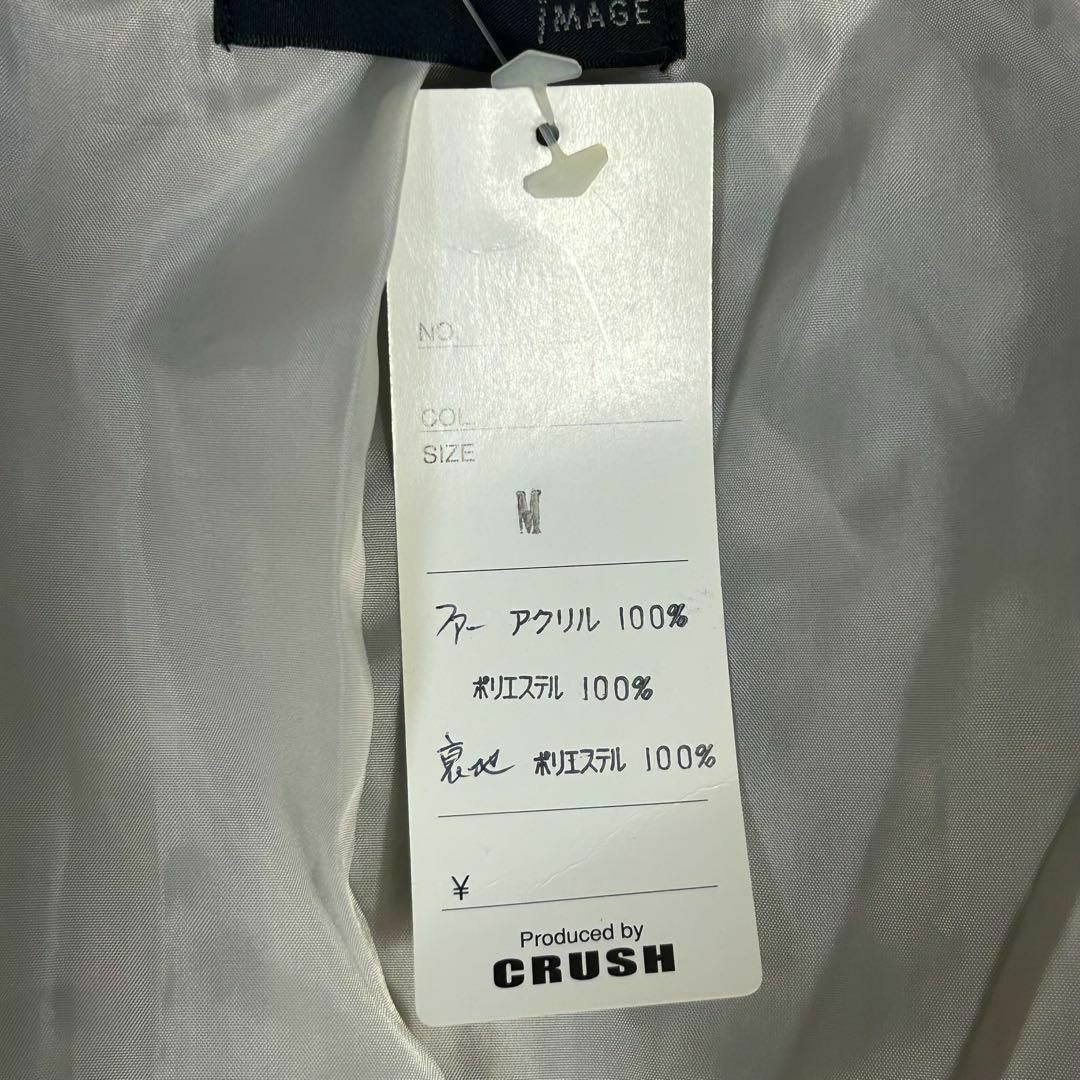 IMAGE
NO.
COL.
SIZE
M
ファー アクリル 100%
ポリエステル 100%
裏地 ポリエステル 100%
¥
Produced by
CRUSH